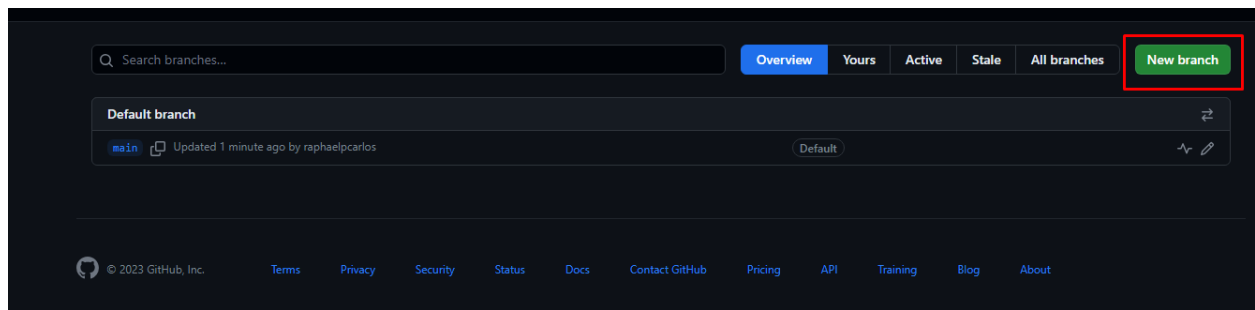 Search branches...
Overview Yours Active Stale All branches New branch
Default branch
main Updated 1 minute ago by raphaelpcarlos Default
© 2023 GitHub, Inc. Terms Privacy Security Status Docs Contact GitHub Pricing API Training Blog About